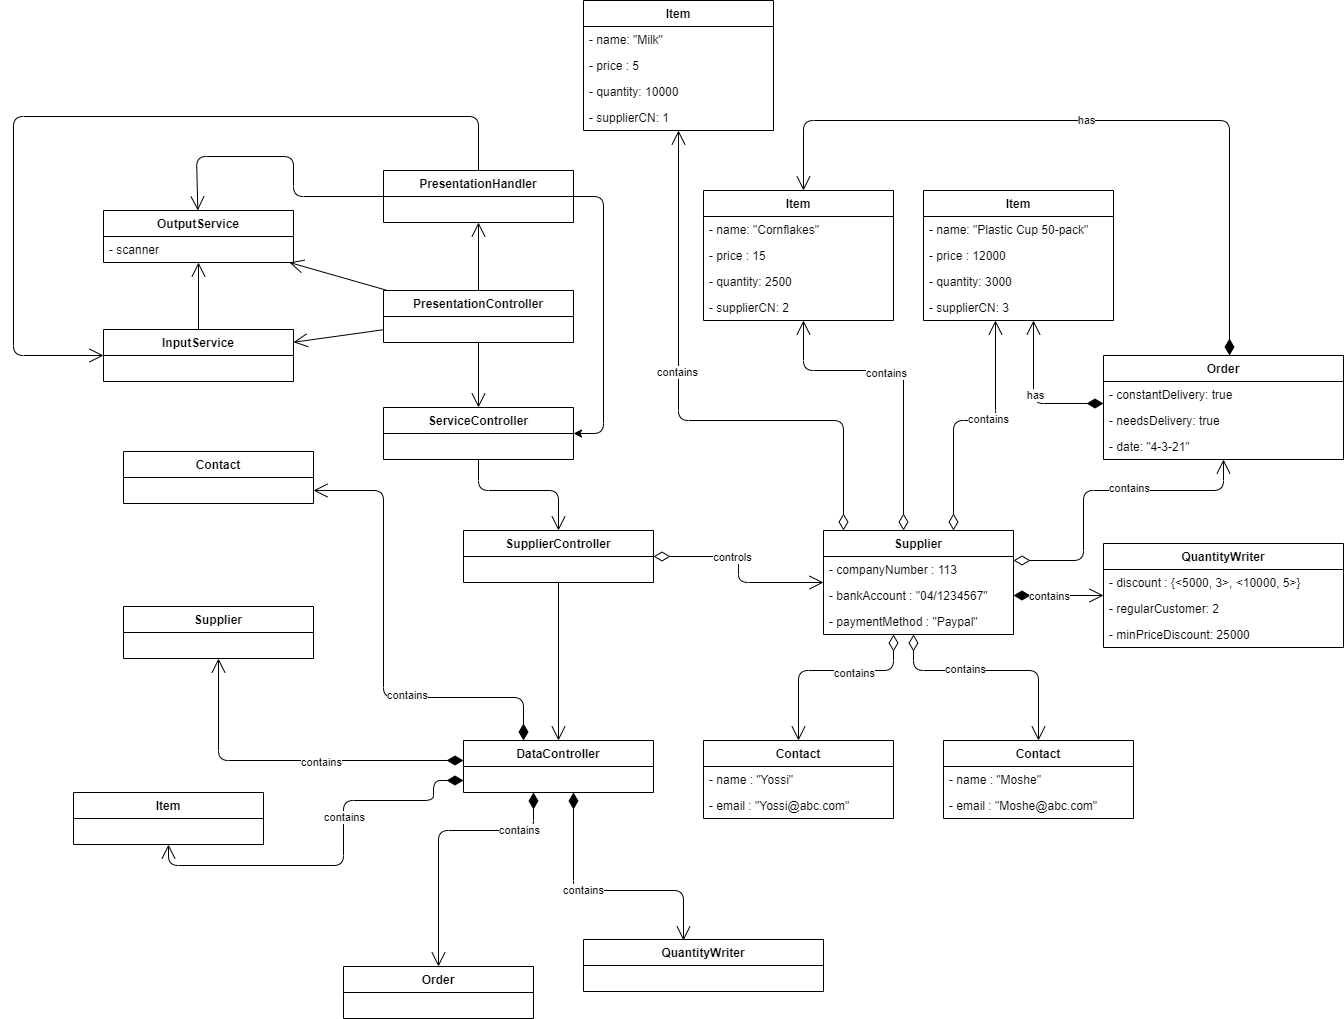 Item
- name: "Milk"
- price : 5
- quantity: 10000
- supplierCN: 1
has
PresentationHandler
OutputService
- scanner
Item
- name: "Cornflakes"
- price : 15
- quantity: 2500
- supplierCN: 2
Item
- name: "Plastic Cup 50-pack"
- price : 12000
- quantity: 3000
- supplierCN: 3
PresentationController
InputService
contains
contains
Order
- constantDelivery: true
- needsDelivery: true
- date: "4-3-21"
has
contains
ServiceController
Contact
contains
SupplierController
controls
Supplier
- companyNumber : 113
- bankAccount : "04/1234567"
- paymentMethod : "Paypal"
contains
QuantityWriter
- discount : {<5000, 3>, <10000, 5>}
- regularCustomer: 2
- minPriceDiscount: 25000
Supplier
contains
contains
contains
DataController
contains
Contact
- name : "Yossi"
- email : "Yossi@abc.com"
Contact
- name : "Moshe"
- email : "Moshe@abc.com"
Item
contains
contains
contains
QuantityWriter
Order